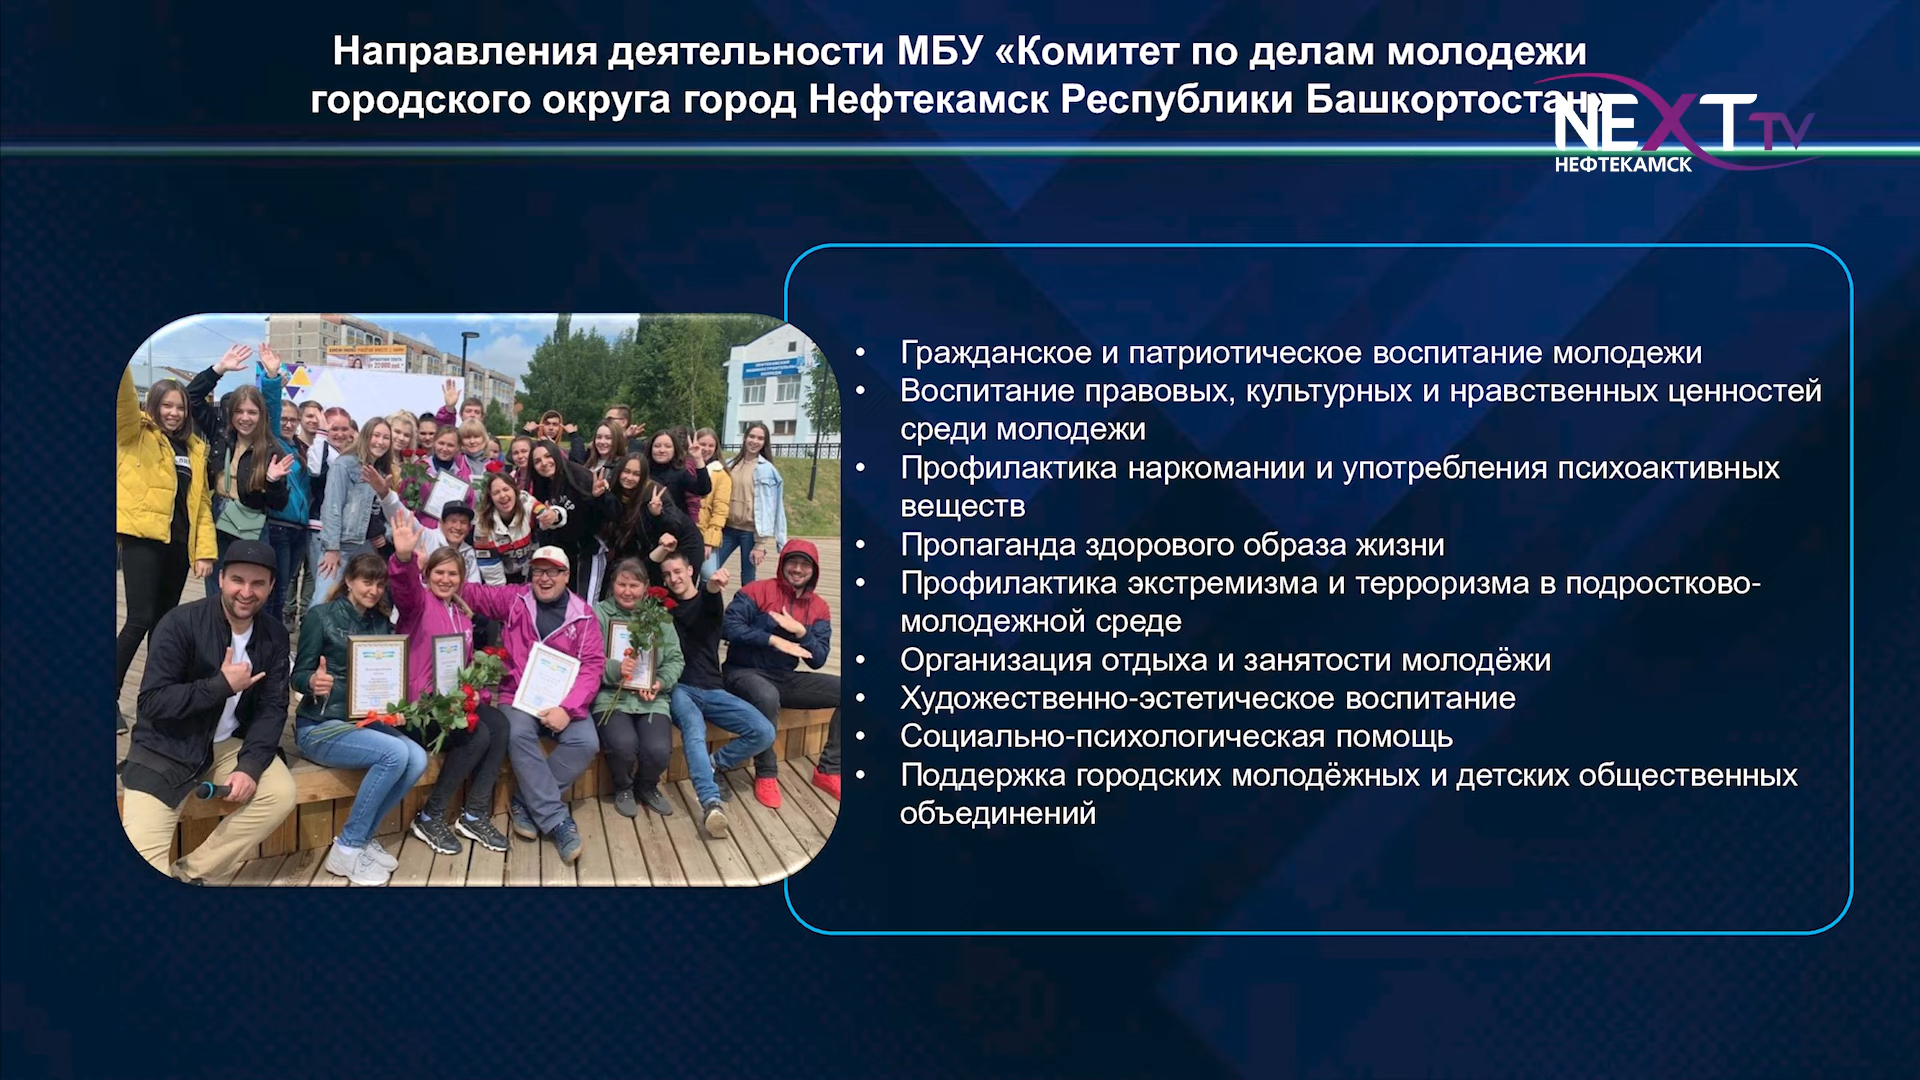 Направления деятельности МБУ «Комитет по делам молодежи
городского округа город Нефтекамск Республики Башкортостан»
NEXT TV
НЕФТЕКАМСК
• Гражданское и патриотическое воспитание молодежи
• Воспитание правовых, культурных и нравственных ценностей
среди молодежи
• Профилактика наркомании и употребления психоактивных
веществ
• Пропаганда здорового образа жизни
• Профилактика экстремизма и терроризма в подростково-
молодежной среде
• Организация отдыха и занятости молодёжи
• Художественно-эстетическое воспитание
• Социально-психологическая помощь
• Поддержка городских молодёжных и детских общественных
объединений